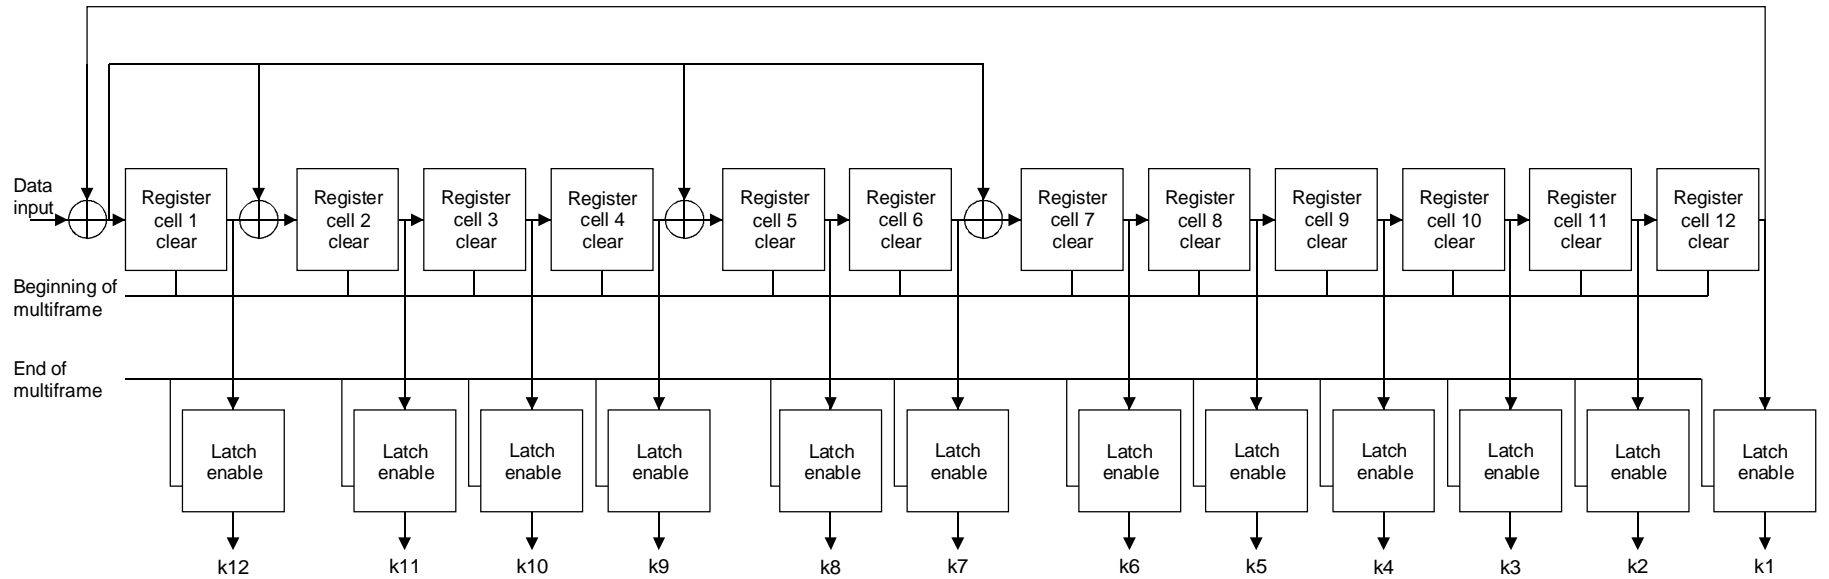 Data
input
Register
cell 1
clear
Register
cell 2
clear
Register
cell 3
clear
Register
cell 4
clear
Register
cell 5
clear
Register
cell 6
clear
Register
cell 7
clear
Register
cell 8
clear
Register
cell 9
clear
Register
cell 10
clear
Register
cell 11
clear
Register
cell 12
clear
Beginning of
multiframe
End of
multiframe
Latch
enable
Latch
enable
Latch
enable
Latch
enable
Latch
enable
Latch
enable
Latch
enable
Latch
enable
Latch
enable
Latch
enable
Latch
enable
Latch
enable
k12
k11
k10
k9
k8
k7
k6
k5
k4
k3
k2
k1